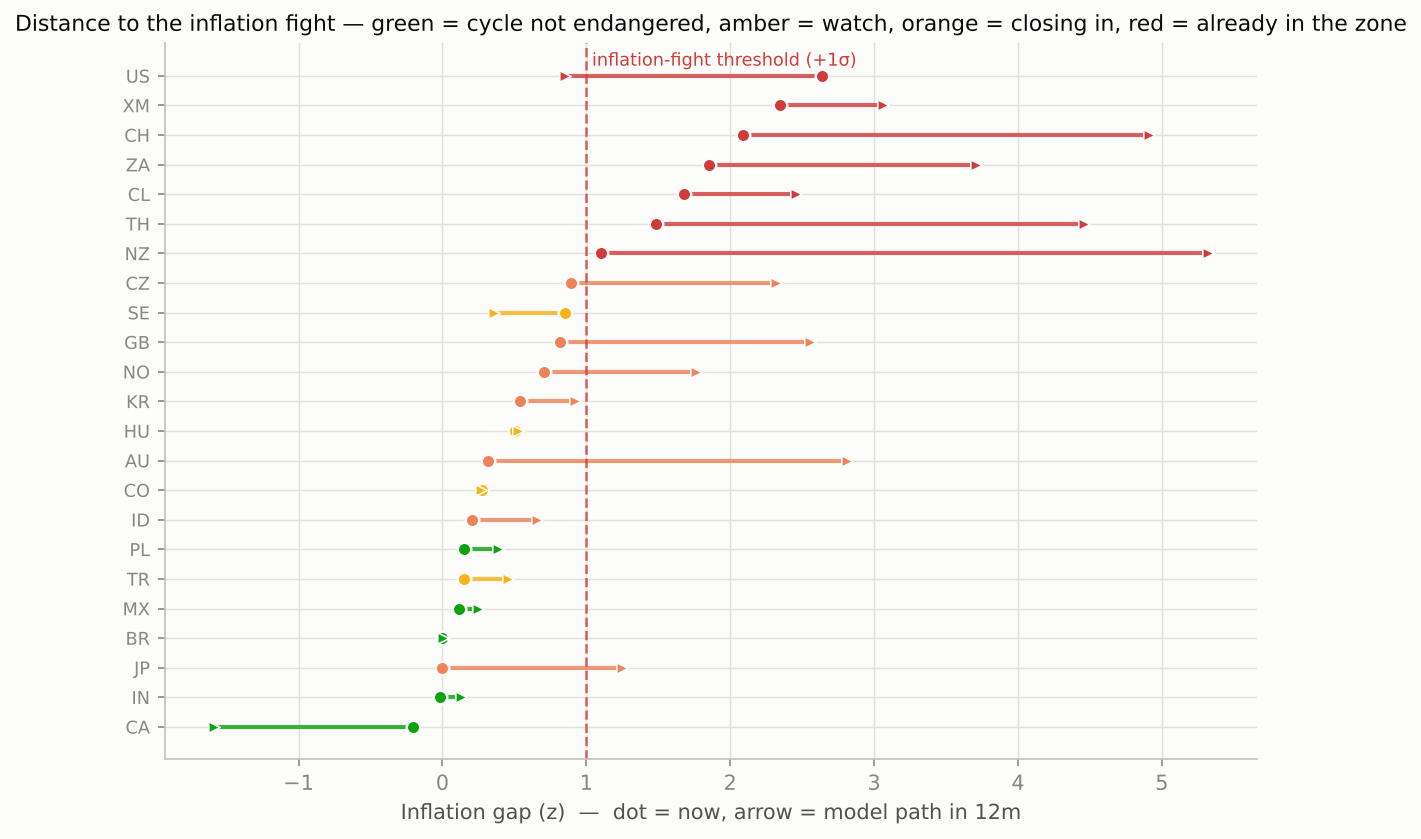 Distance to the inflation fight — green = cycle not endangered, amber = watch, orange = closing in, red = already in the zone
inflation-fight threshold (+1σ)
US
XM
CH
ZA
CL
TH
NZ
CZ
SE
GB
NO
KR
HU
AU
CO
ID
PL
TR
MX
BR
JP
IN
CA
−1 0 1 2 3 4 5
Inflation gap (z) — dot = now, arrow = model path in 12m